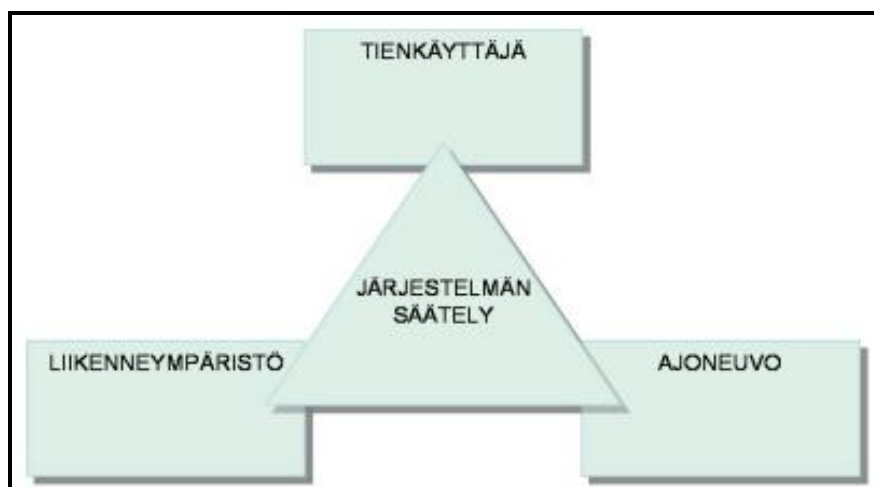 TIENKÄYTTÄJÄ
JÄRJESTELMÄN
SÄÄTELY
LIIKENNEYMPÄRISTÖ
AJONEUVO